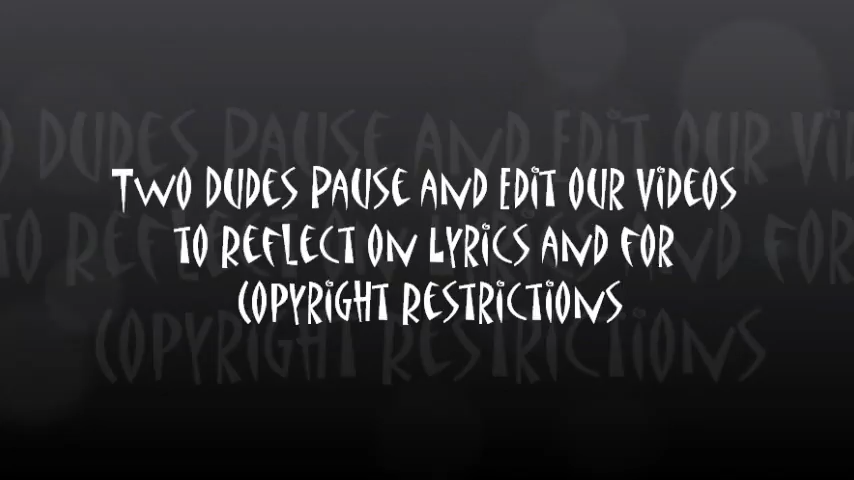 Two dudes pause and edit our videos
to reflect on lyrics and for
copyright restrictions